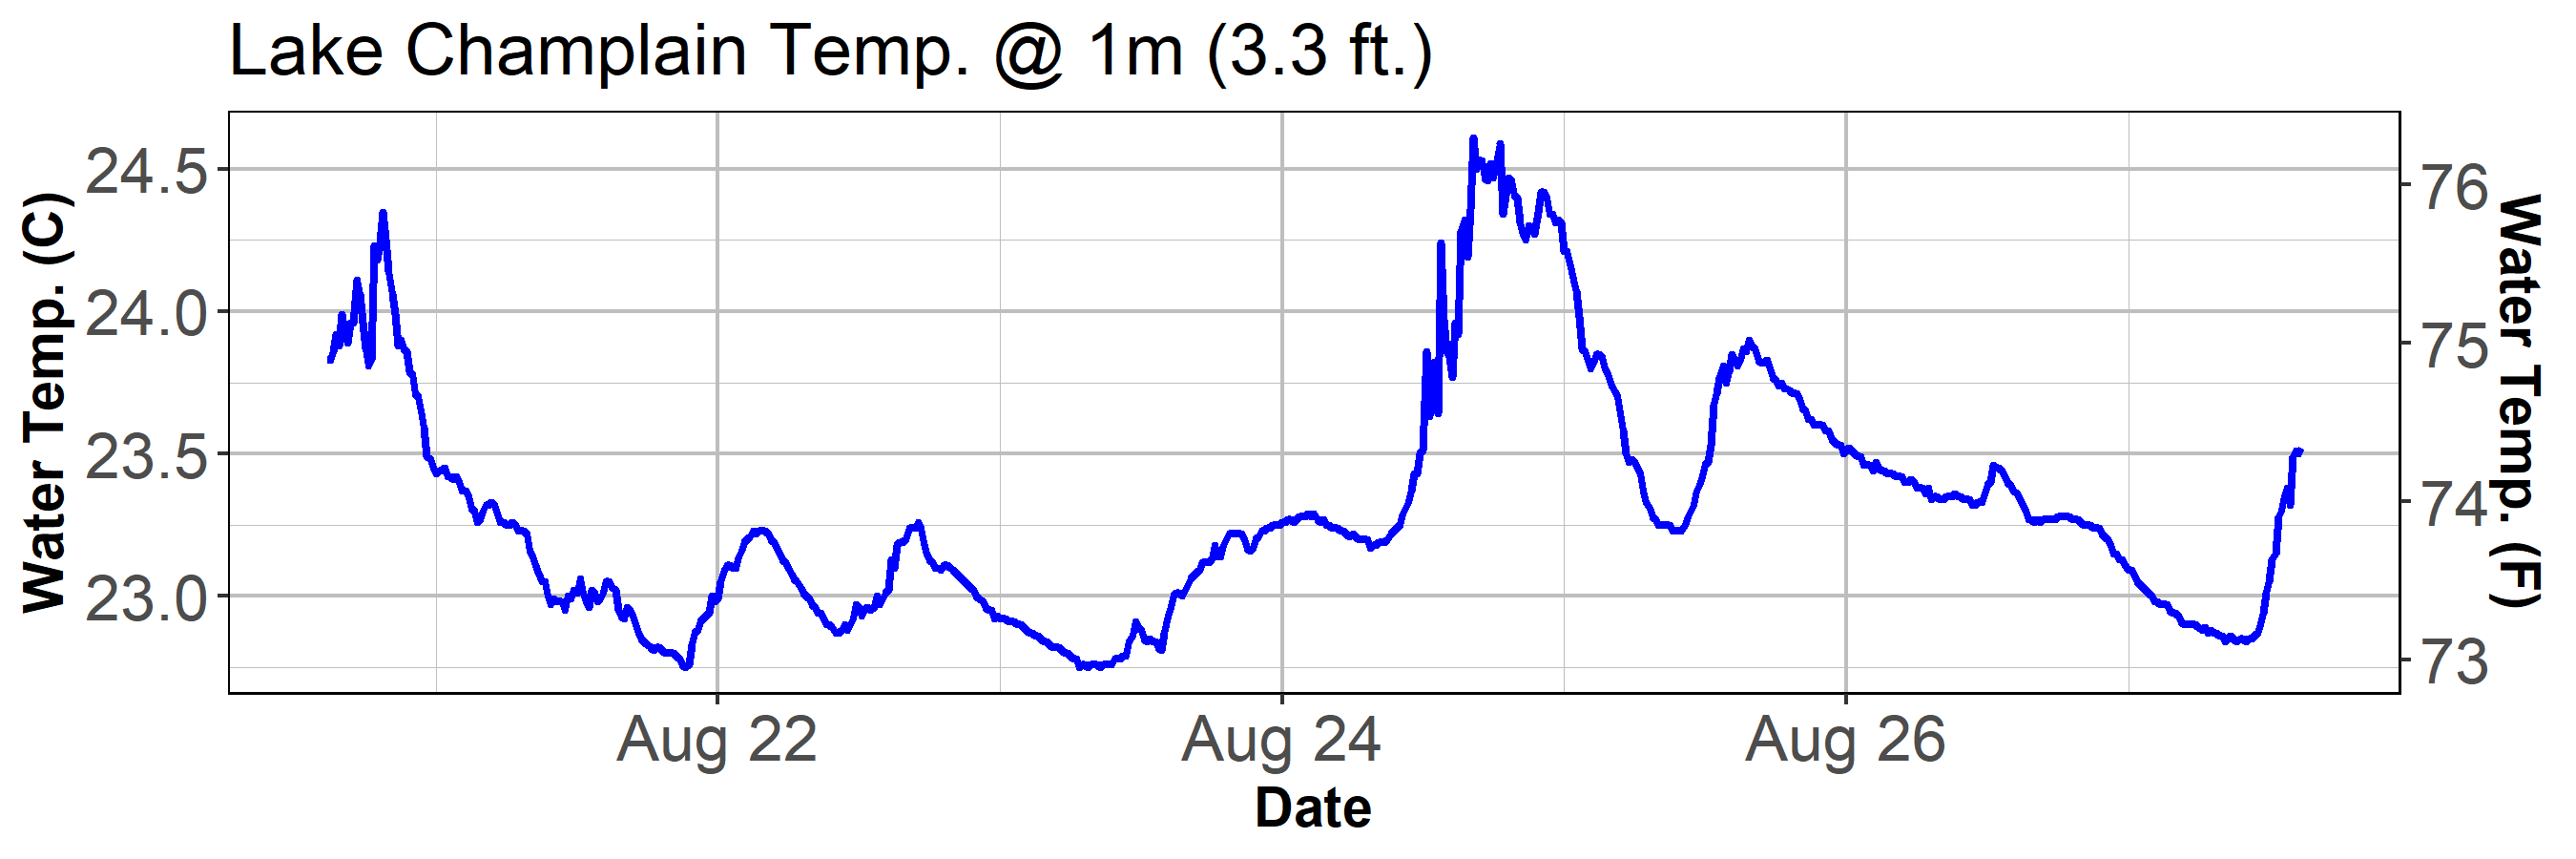 Lake Champlain Temp. @ 1m (3.3 ft.)
Water Temp. (C)
24.5
24.0
23.5
23.0
76
75
74
73
Water Temp. (F)
Aug 22
Aug 24
Aug 26
Date